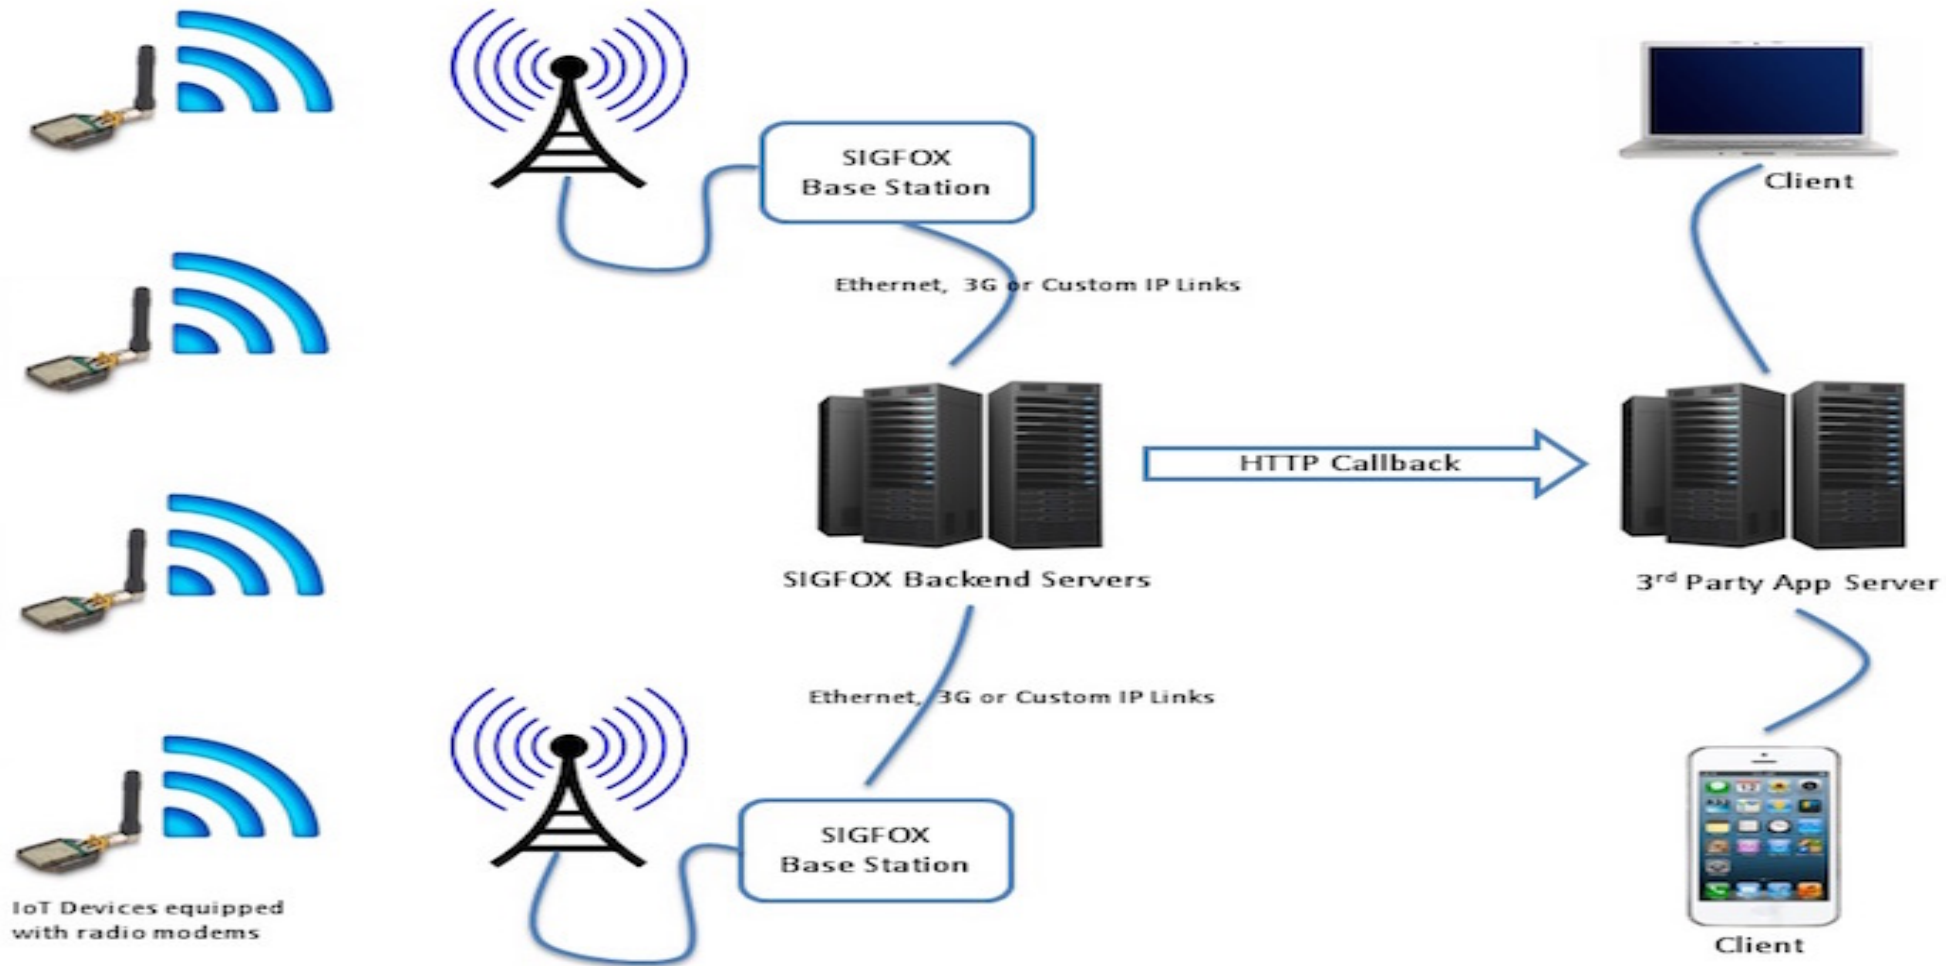 SIGFOX
Base Station
Client
Ethernet, 3G or Custom IP Links
HTTP Callback
SIGFOX Backend Servers
3rd Party App Server
Ethernet, 3G or Custom IP Links
SIGFOX
Base Station
IoT Devices equipped
with radio modems
Client